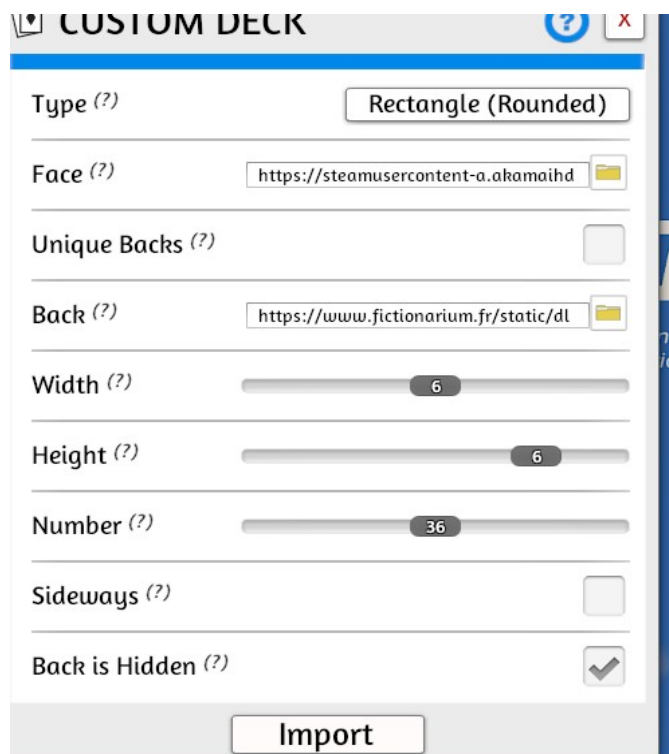 CUSTOM DECK
?
X
Type (?)
Rectangle (Rounded)
Face (?)
https://steamusercontent-a.akamaihd
Unique Backs (?)
Back (?)
https://www.fictionarium.fr/static/dl
Width (?)
6
Height (?)
6
Number (?)
36
Sideways (?)
Back is Hidden (?)
Import